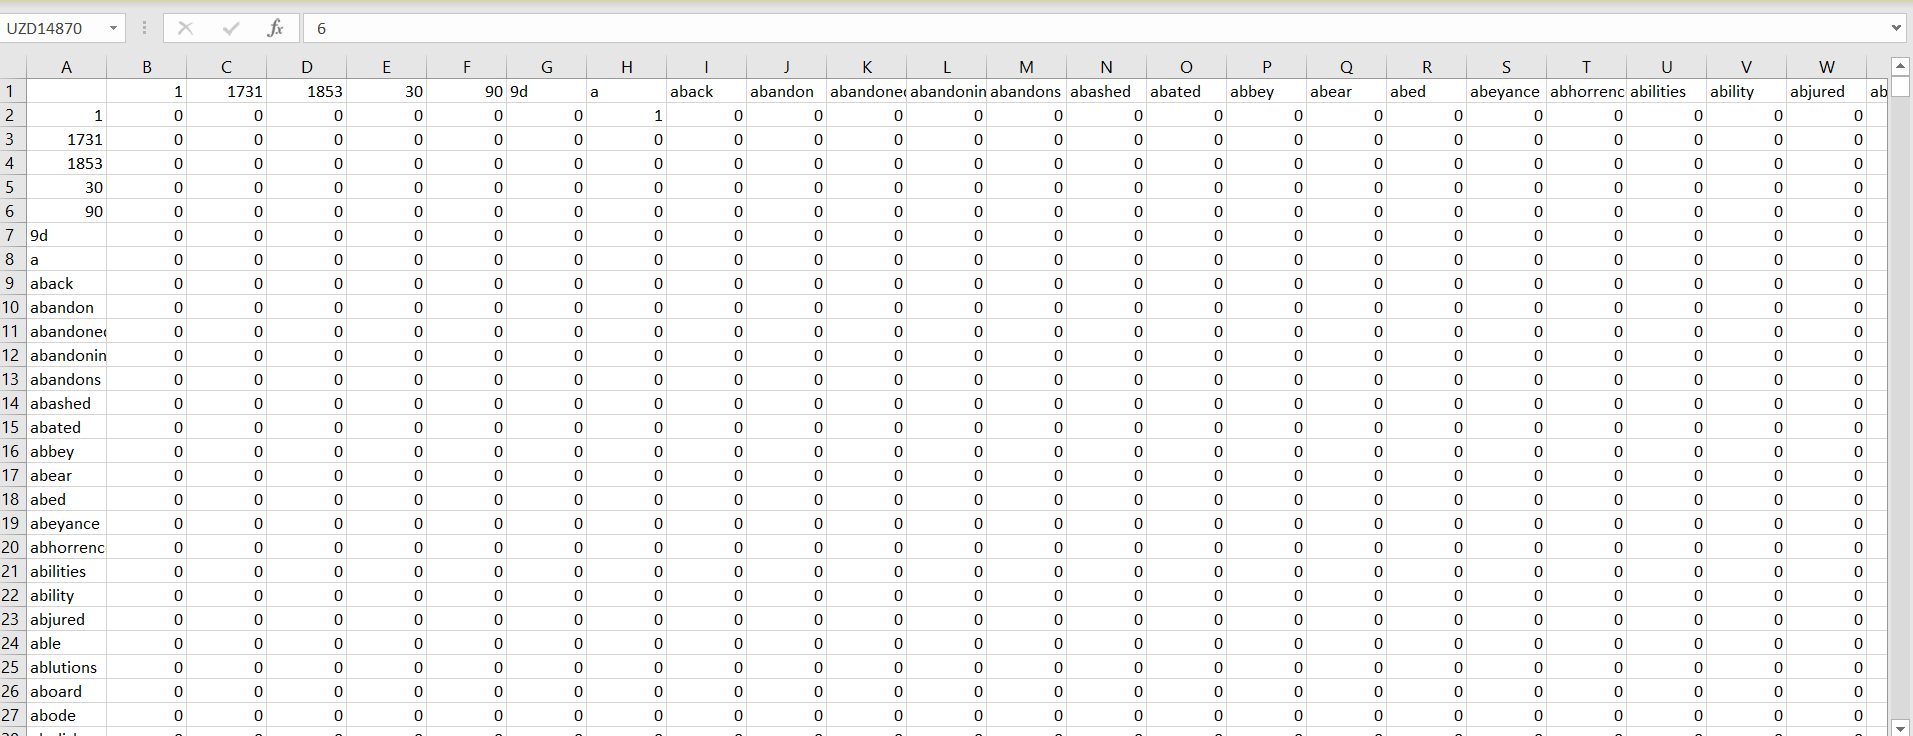 UZD14870 fx 6
A B C D E F G H I J K L M N O P Q R S T U V W
1 1 1731 1853 30 90 9d a aback abandon abandoned abandonin abandons abashed abated abbey abear abed abeyance abhorrenc abilities ability abjured ab
2 1 0 0 0 0 0 0 1 0 0 0 0 0 0 0 0 0 0 0 0 0 0 0
3 1731 0 0 0 0 0 0 0 0 0 0 0 0 0 0 0 0 0 0 0 0 0 0
4 1853 0 0 0 0 0 0 0 0 0 0 0 0 0 0 0 0 0 0 0 0 0 0
5 30 0 0 0 0 0 0 0 0 0 0 0 0 0 0 0 0 0 0 0 0 0 0
6 90 0 0 0 0 0 0 0 0 0 0 0 0 0 0 0 0 0 0 0 0 0 0
7 9d 0 0 0 0 0 0 0 0 0 0 0 0 0 0 0 0 0 0 0 0 0 0
8 a 0 0 0 0 0 0 0 0 0 0 0 0 0 0 0 0 0 0 0 0 0 0
9 aback 0 0 0 0 0 0 0 0 0 0 0 0 0 0 0 0 0 0 0 0 0 0
10 abandon 0 0 0 0 0 0 0 0 0 0 0 0 0 0 0 0 0 0 0 0 0 0
11 abandoned 0 0 0 0 0 0 0 0 0 0 0 0 0 0 0 0 0 0 0 0 0 0
12 abandonin 0 0 0 0 0 0 0 0 0 0 0 0 0 0 0 0 0 0 0 0 0 0
13 abandons 0 0 0 0 0 0 0 0 0 0 0 0 0 0 0 0 0 0 0 0 0 0
14 abashed 0 0 0 0 0 0 0 0 0 0 0 0 0 0 0 0 0 0 0 0 0 0
15 abated 0 0 0 0 0 0 0 0 0 0 0 0 0 0 0 0 0 0 0 0 0 0
16 abbey 0 0 0 0 0 0 0 0 0 0 0 0 0 0 0 0 0 0 0 0 0 0
17 abear 0 0 0 0 0 0 0 0 0 0 0 0 0 0 0 0 0 0 0 0 0 0
18 abed 0 0 0 0 0 0 0 0 0 0 0 0 0 0 0 0 0 0 0 0 0 0
19 abeyance 0 0 0 0 0 0 0 0 0 0 0 0 0 0 0 0 0 0 0 0 0 0
20 abhorrenc 0 0 0 0 0 0 0 0 0 0 0 0 0 0 0 0 0 0 0 0 0 0
21 abilities 0 0 0 0 0 0 0 0 0 0 0 0 0 0 0 0 0 0 0 0 0 0
22 ability 0 0 0 0 0 0 0 0 0 0 0 0 0 0 0 0 0 0 0 0 0 0
23 abjured 0 0 0 0 0 0 0 0 0 0 0 0 0 0 0 0 0 0 0 0 0 0
24 able 0 0 0 0 0 0 0 0 0 0 0 0 0 0 0 0 0 0 0 0 0 0
25 ablutions 0 0 0 0 0 0 0 0 0 0 0 0 0 0 0 0 0 0 0 0 0 0
26 aboard 0 0 0 0 0 0 0 0 0 0 0 0 0 0 0 0 0 0 0 0 0 0
27 abode 0 0 0 0 0 0 0 0 0 0 0 0 0 0 0 0 0 0 0 0 0 0